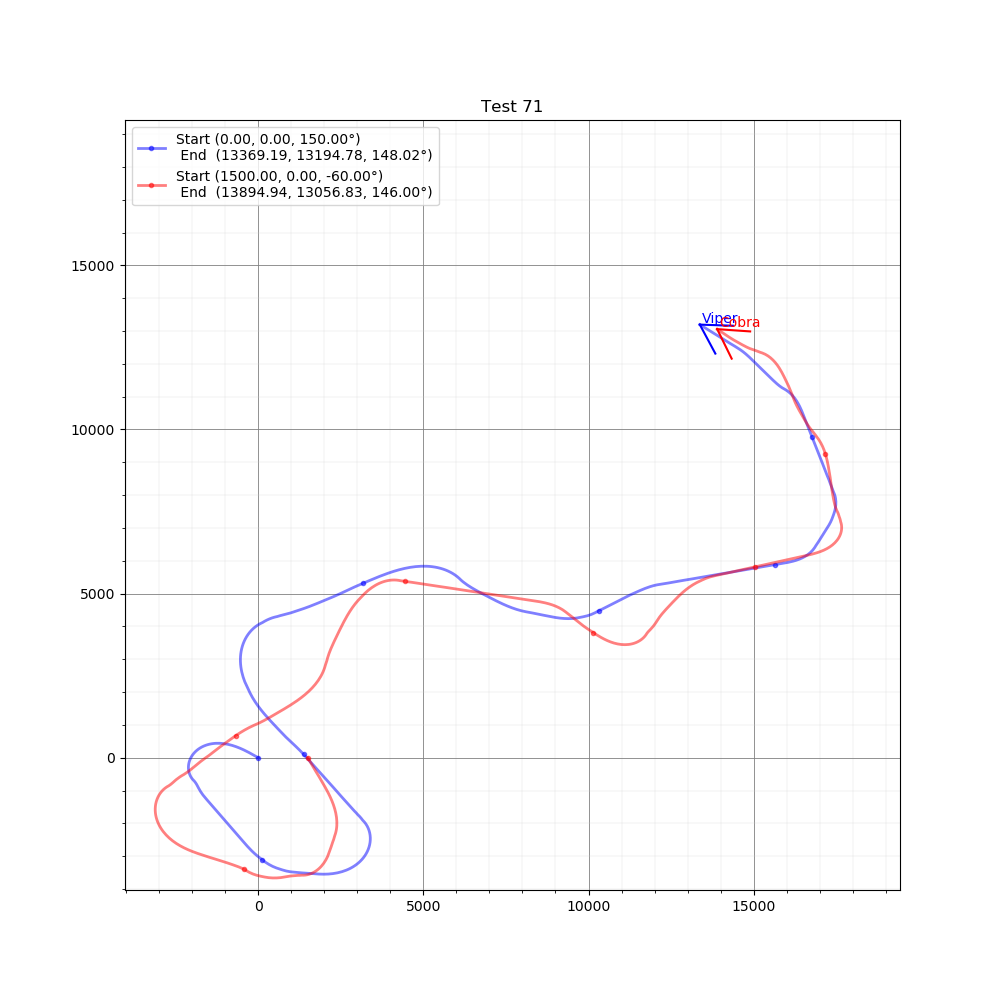 Test 71
Start (0.00, 0.00, 150.00°)
End (13369.19, 13194.78, 148.02°)
Start (1500.00, 0.00, -60.00°)
End (13894.94, 13056.83, 146.00°)
15000
Viper
Cobra
10000
5000
0
0
5000
10000
15000